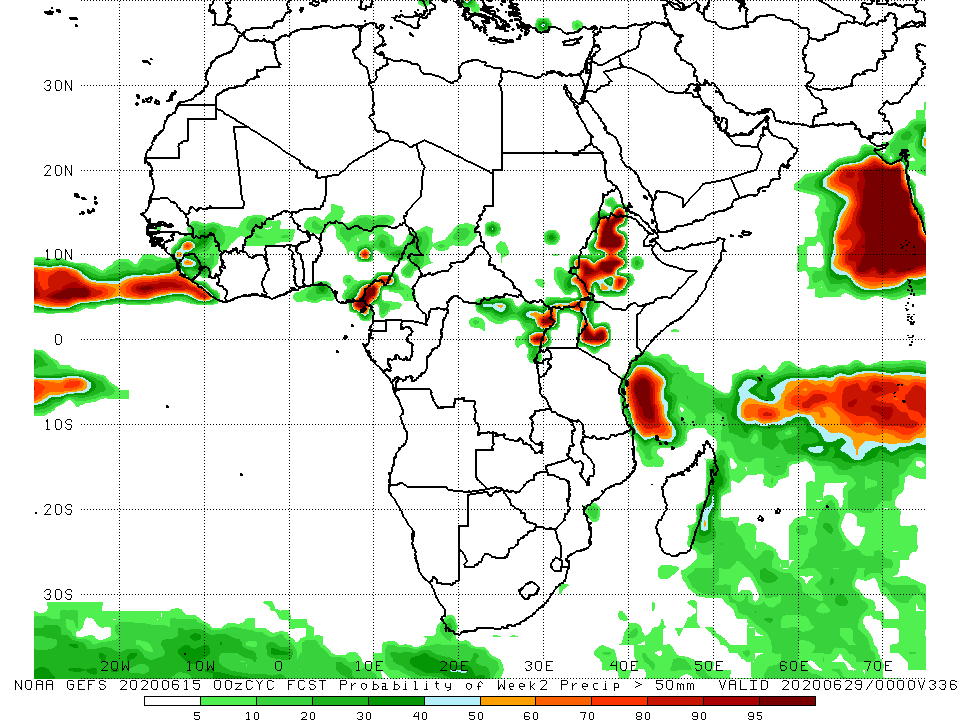 30N
20N
10N
0
10S
20S
30S
20W 10W 0 10E 20E 30E 40E 50E 60E 70E
NOAA GEFS 20200615 00zCYC FCST Probability of Week2 Precip > 50mm VALID 20200629/0000V336
5 10 20 30 40 50 60 70 80 90 95